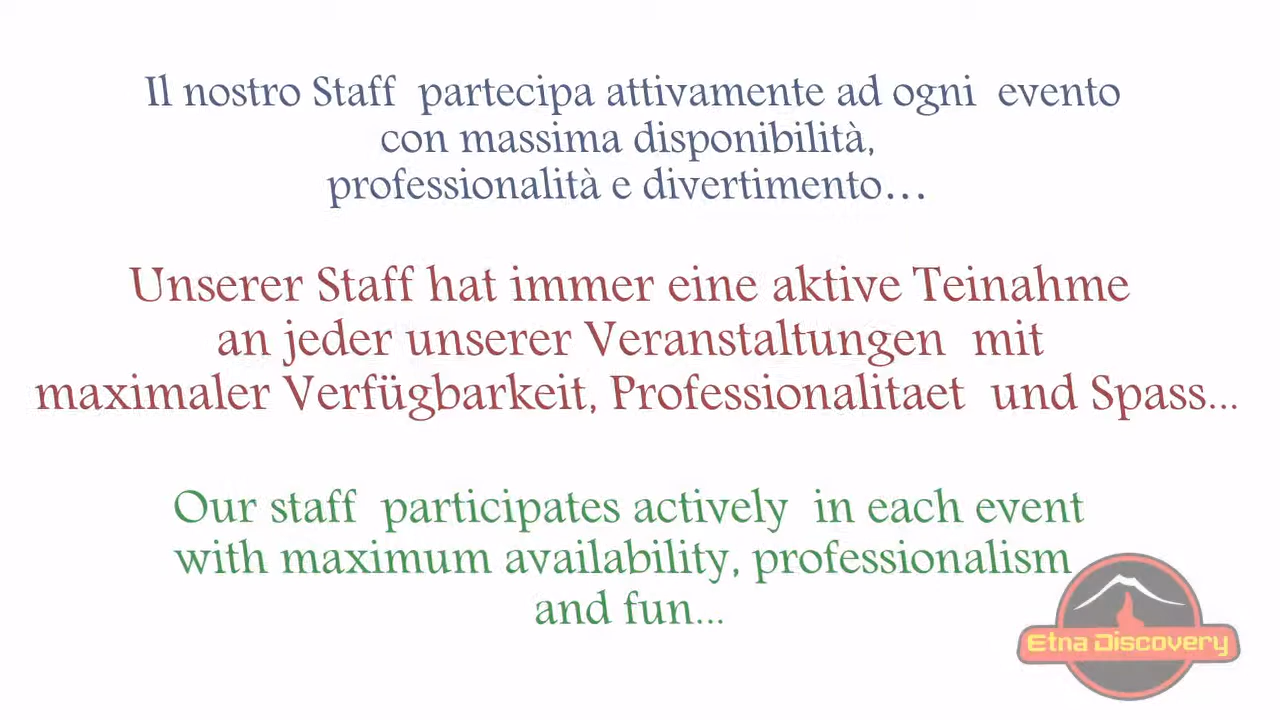 Il nostro Staff partecipa attivamente ad ogni evento
con massima disponibilità,
professionalità e divertimento...
Unserer Staff hat immer eine aktive Teinahme
an jeder unserer Veranstaltungen mit
maximaler Verfügbarkeit, Professionalitaet und Spass...
Our staff participates actively in each event
with maximum availability, professionalism
and fun...
Etna Discovery